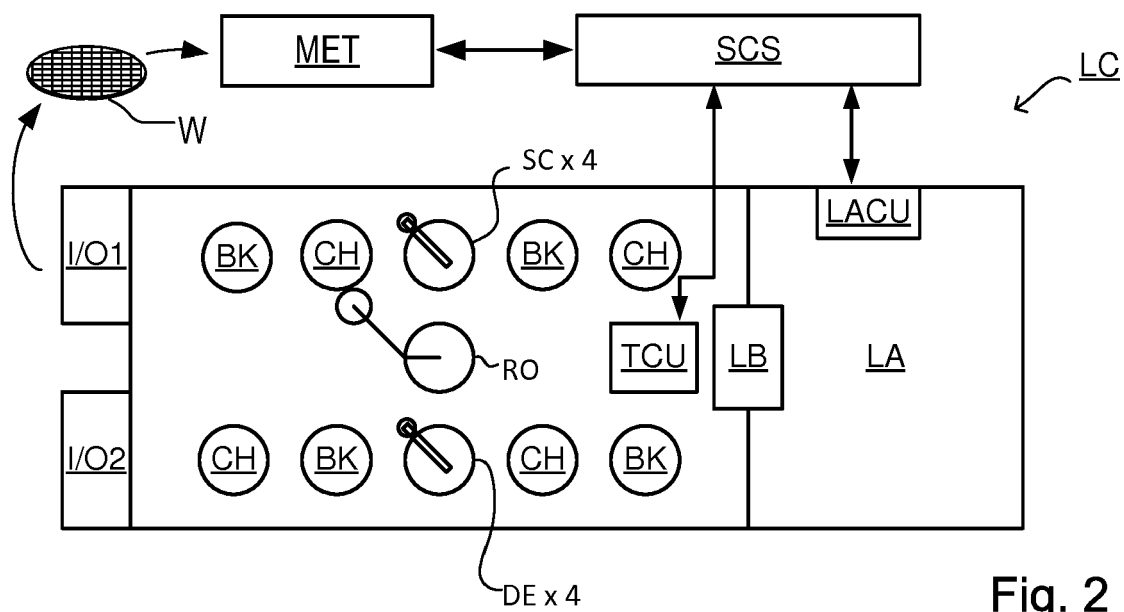 MET
SCS
LC
W
SC x 4
I/O1
BK
CH
BK
CH
LACU
TCU
LB
LA
RO
I/O2
CH
BK
CH
BK
DE x 4
Fig. 2